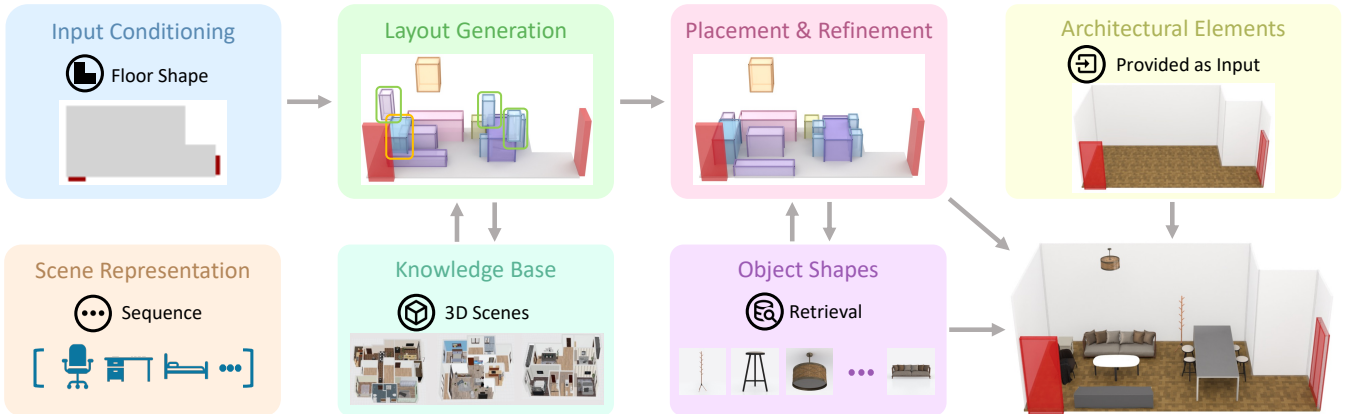 Input Conditioning
Floor Shape
Layout Generation
Placement & Refinement
Architectural Elements
Provided as Input
Scene Representation
Sequence
Knowledge Base
3D Scenes
Object Shapes
Retrieval